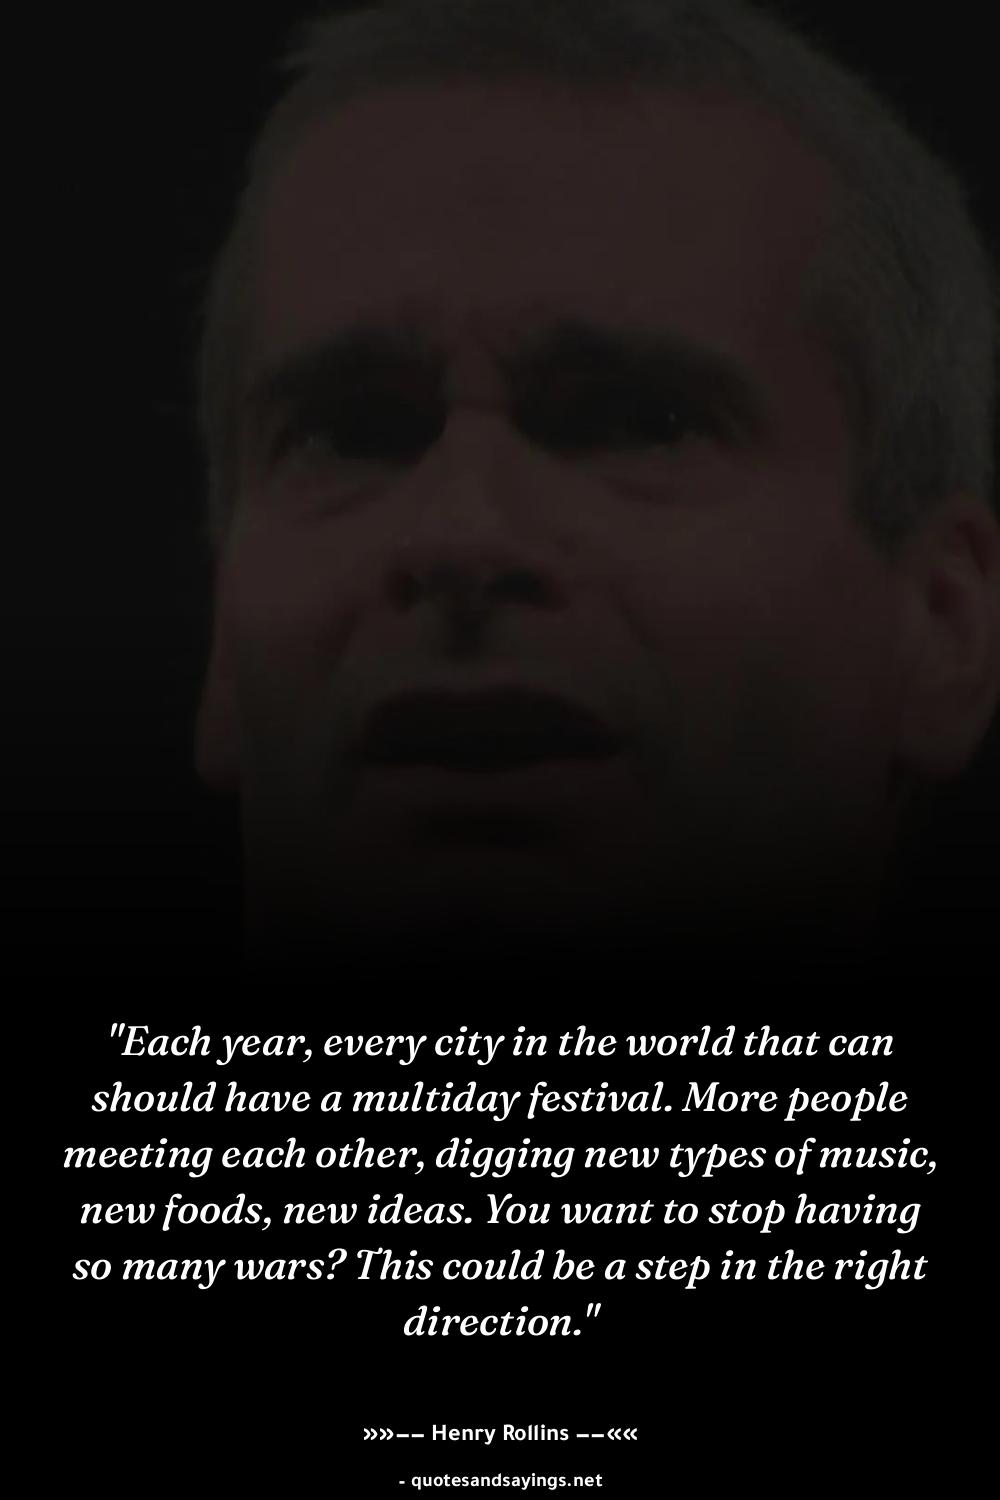 "Each year, every city in the world that can
should have a multiday festival. More people
meeting each other, digging new types of music,
new foods, new ideas. You want to stop having
so many wars? This could be a step in the right
direction."
»»-- Henry Rollins --««
- quotesandsayings.net